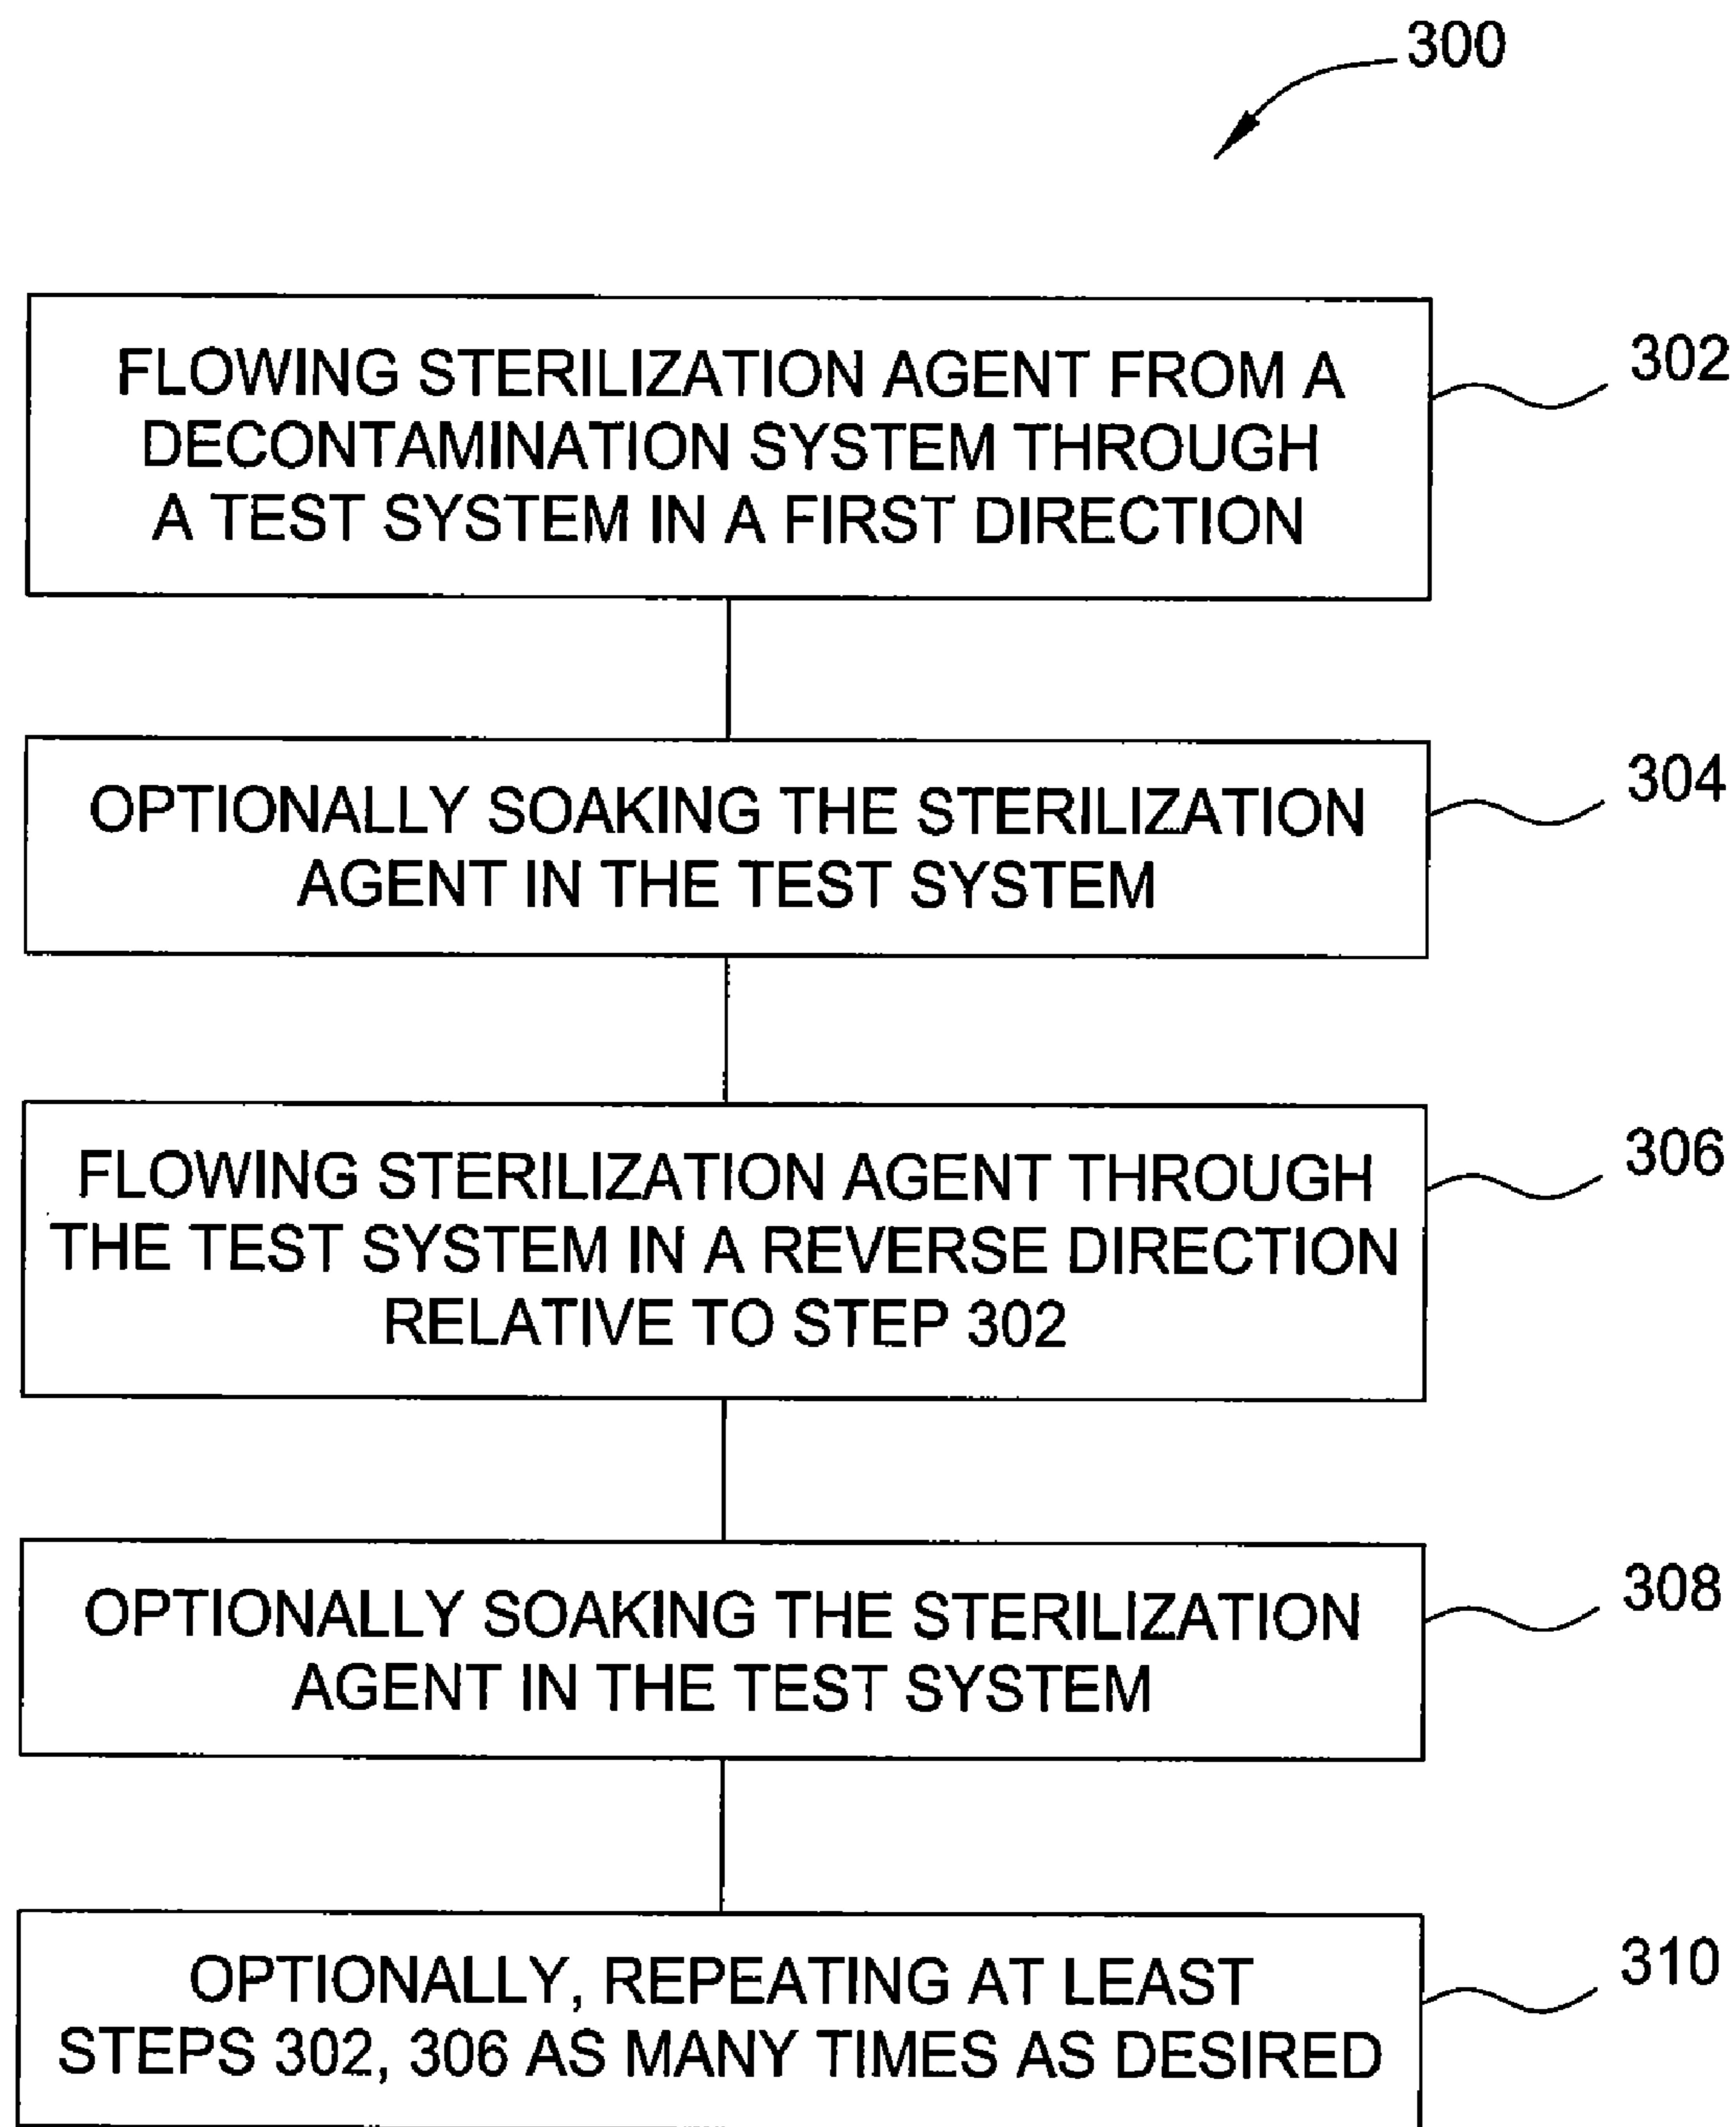 300
FLOWING STERILIZATION AGENT FROM A
DECONTAMINATION SYSTEM THROUGH
A TEST SYSTEM IN A FIRST DIRECTION
302
OPTIONALLY SOAKING THE STERILIZATION
AGENT IN THE TEST SYSTEM
304
FLOWING STERILIZATION AGENT THROUGH
THE TEST SYSTEM IN A REVERSE DIRECTION
RELATIVE TO STEP 302
306
OPTIONALLY SOAKING THE STERILIZATION
AGENT IN THE TEST SYSTEM
308
OPTIONALLY, REPEATING AT LEAST
STEPS 302, 306 AS MANY TIMES AS DESIRED
310